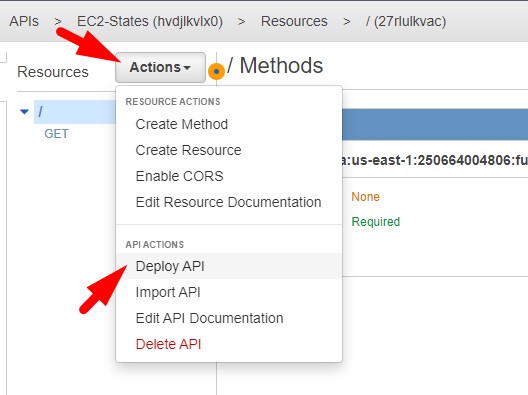 APIs > EC2-States (hvdjlkvlx0) > Resources > / (27rlulkvac)
Resources
Actions
/ Methods
/
GET
RESOURCE ACTIONS
Create Method
Create Resource
Enable CORS
Edit Resource Documentation
API ACTIONS
Deploy API
Import API
Edit API Documentation
Delete API
a:us-east-1:250664004806:fu
None
Required